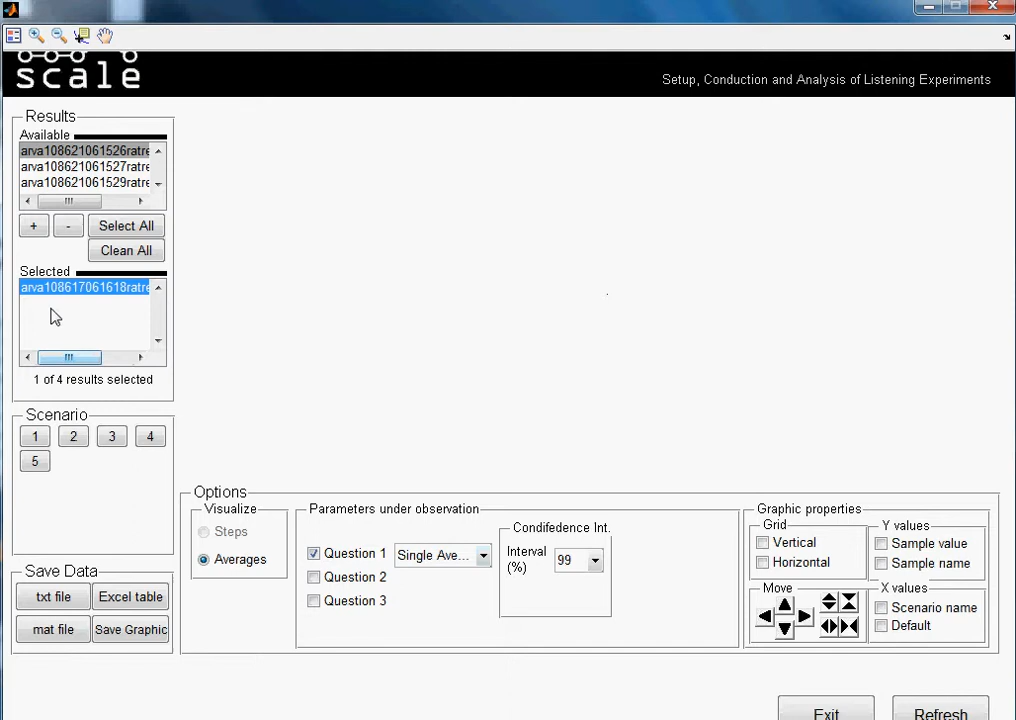 scale
Setup, Conduction and Analysis of Listening Experiments
Results
Available
arva108621061526ratre
arva108621061527ratre
arva108621061529ratre
+ - Select All
Clean All
Selected
arva108617061618ratre
1 of 4 results selected
Scenario
1 2 3 4
5
Save Data
txt file Excel table
mat file Save Graphic
Options
Visualize
Steps
Averages
Parameters under observation
Question 1 Single Ave...
Question 2
Question 3
Condifedence Int.
Interval 99
(%)
Graphic properties
Grid
Vertical
Horizontal
Y values
Sample value
Sample name
Move
X values
Scenario name
Default
Exit Refresh